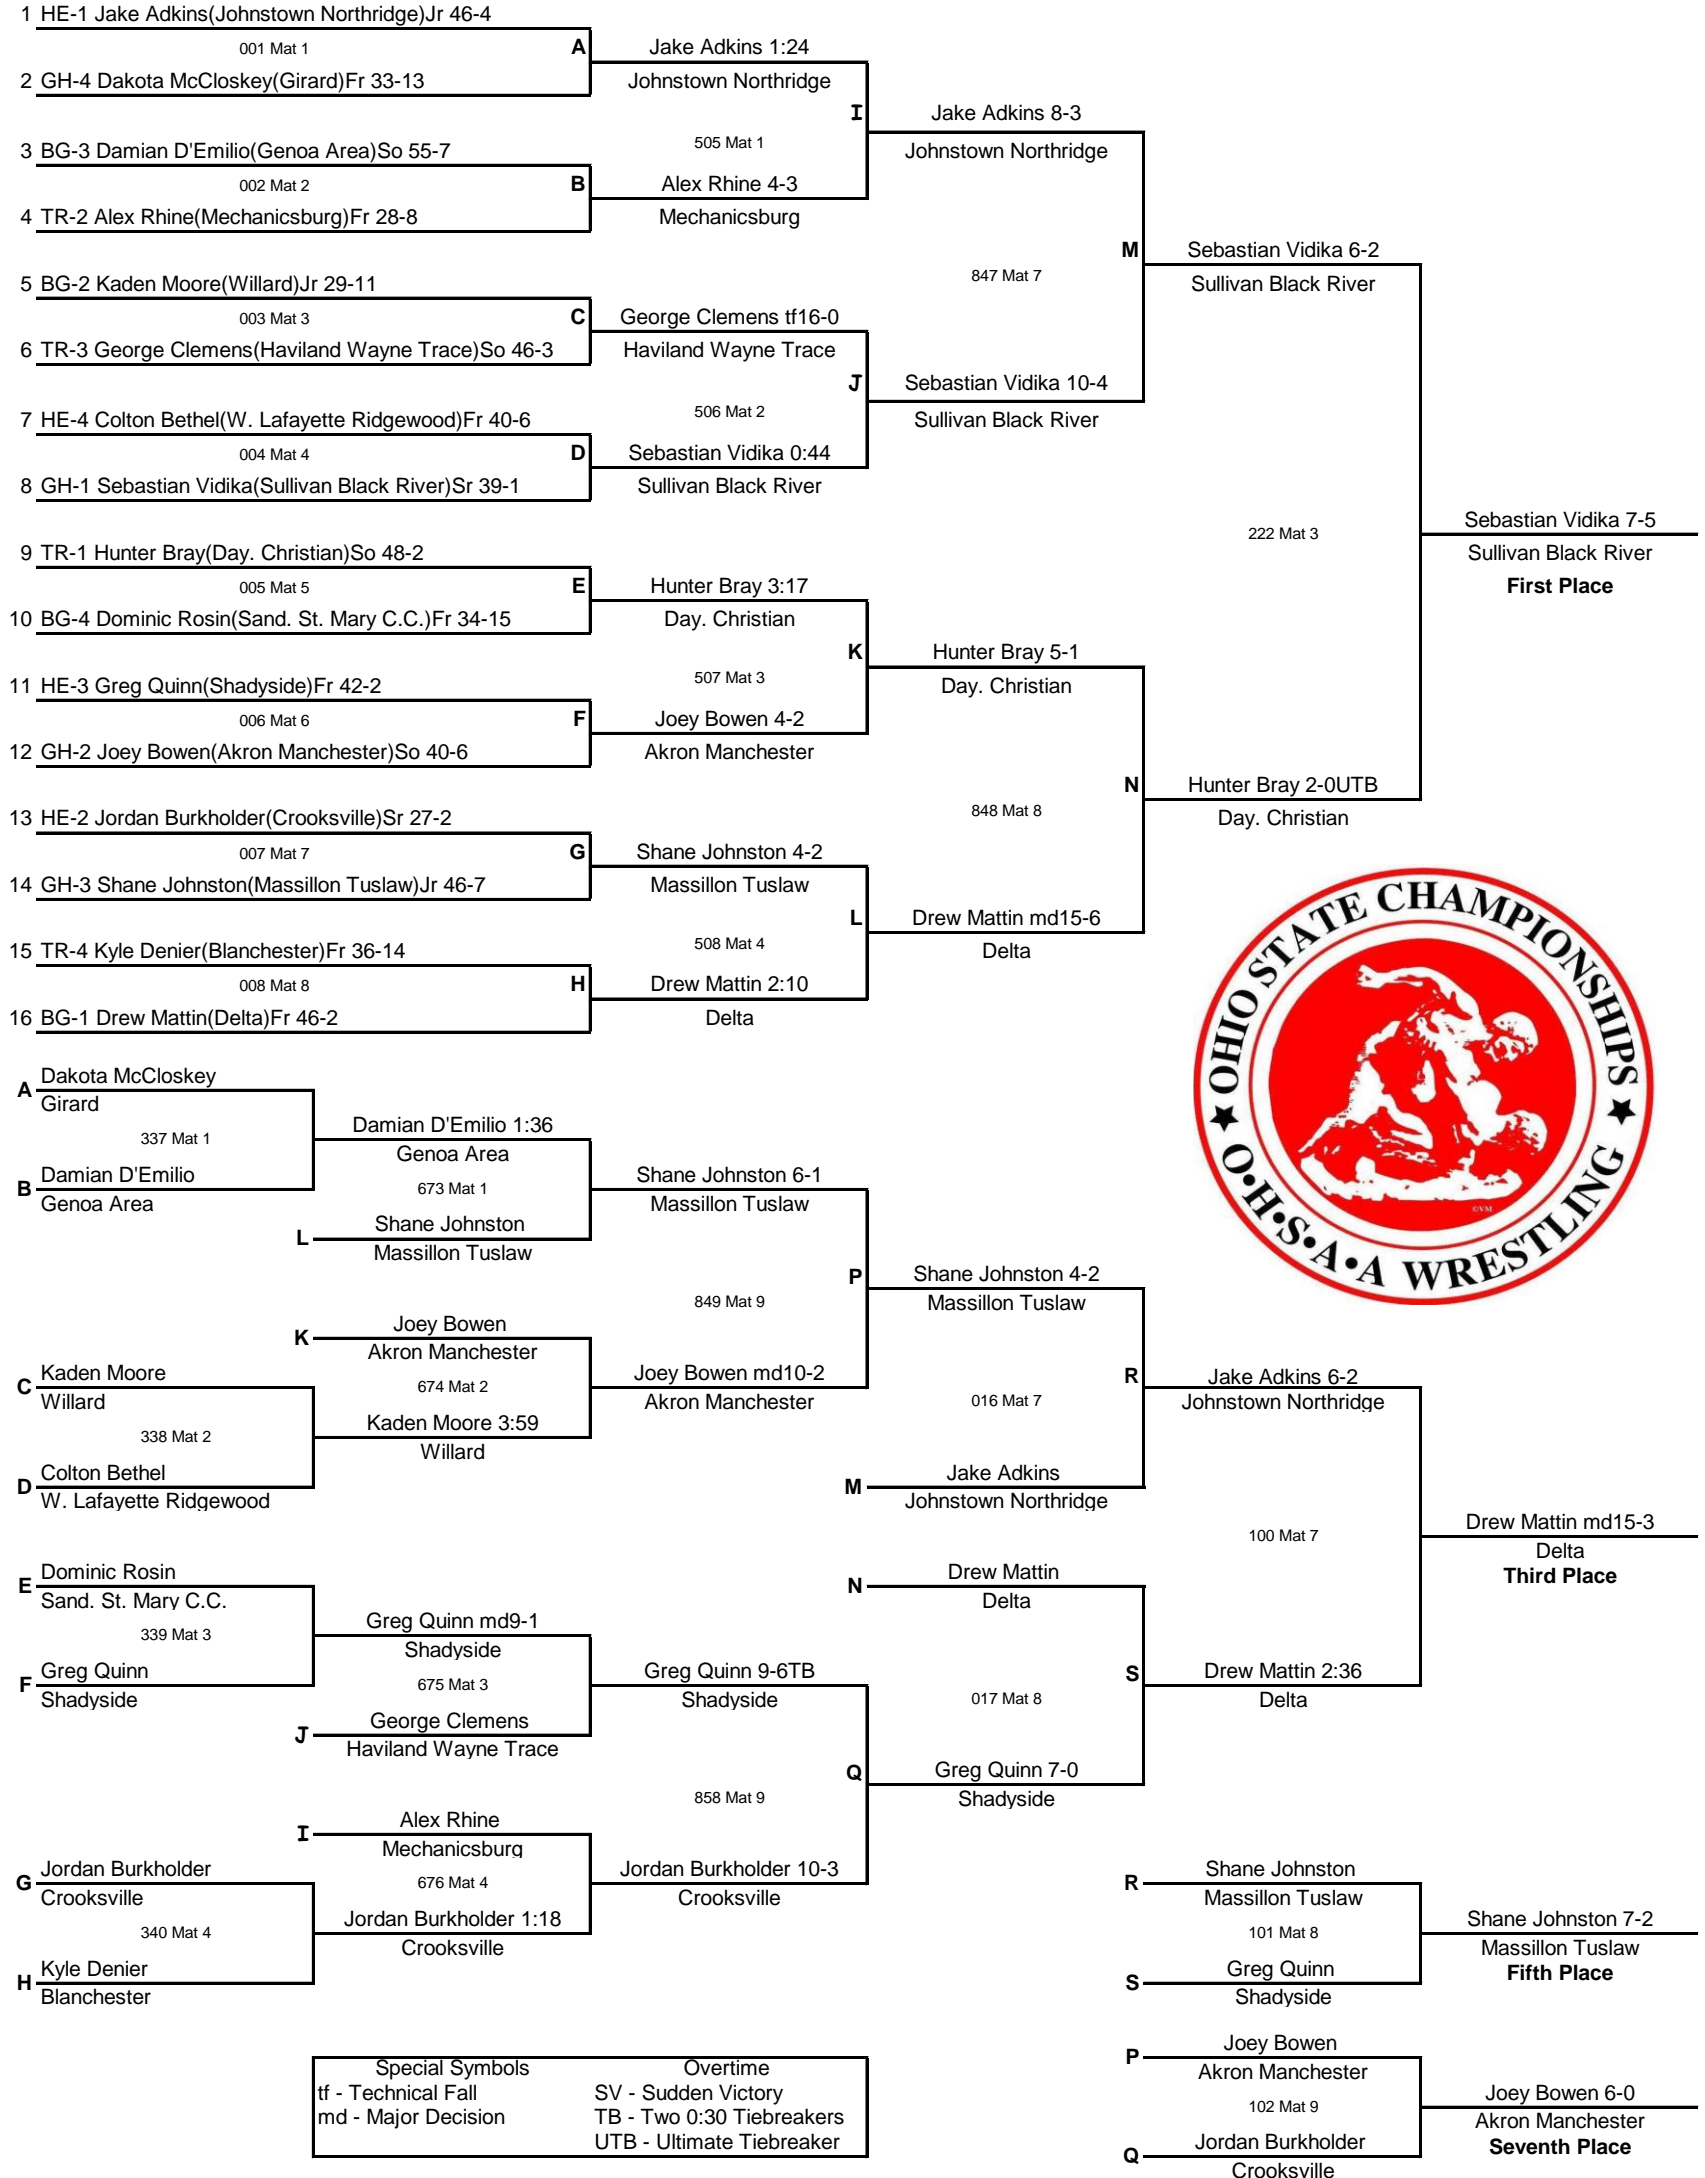 1 HE-1 Jake Adkins(Johnstown Northridge)Jr 46-4
001 Mat 1
A
2 GH-4 Dakota McCloskey(Girard)Fr 33-13
Jake Adkins 1:24
Johnstown Northridge
505 Mat 1
I
3 BG-3 Damian D'Emilio(Genoa Area)So 55-7
002 Mat 2
B
4 TR-2 Alex Rhine(Mechanicsburg)Fr 28-8
Alex Rhine 4-3
Mechanicsburg
Jake Adkins 8-3
Johnstown Northridge
847 Mat 7
M
5 BG-2 Kaden Moore(Willard)Jr 29-11
003 Mat 3
C
6 TR-3 George Clemens(Haviland Wayne Trace)So 46-3
George Clemens tf16-0
Haviland Wayne Trace
506 Mat 2
J
7 HE-4 Colton Bethel(W. Lafayette Ridgewood)Fr 40-6
004 Mat 4
D
8 GH-1 Sebastian Vidika(Sullivan Black River)Sr 39-1
Sebastian Vidika 0:44
Sullivan Black River
Sebastian Vidika 10-4
Sullivan Black River
Sebastian Vidika 6-2
Sullivan Black River
222 Mat 3
Sebastian Vidika 7-5
Sullivan Black River
First Place
9 TR-1 Hunter Bray(Day. Christian)So 48-2
005 Mat 5
E
10 BG-4 Dominic Rosin(Sand. St. Mary C.C.)Fr 34-15
Hunter Bray 3:17
Day. Christian
507 Mat 3
K
11 HE-3 Greg Quinn(Shadyside)Fr 42-2
006 Mat 6
F
12 GH-2 Joey Bowen(Akron Manchester)So 40-6
Joey Bowen 4-2
Akron Manchester
Hunter Bray 5-1
Day. Christian
848 Mat 8
N
Hunter Bray 2-0UTB
Day. Christian
13 HE-2 Jordan Burkholder(Crooksville)Sr 27-2
007 Mat 7
G
14 GH-3 Shane Johnston(Massillon Tuslaw)Jr 46-7
Shane Johnston 4-2
Massillon Tuslaw
508 Mat 4
L
15 TR-4 Kyle Denier(Blanchester)Fr 36-14
008 Mat 8
H
16 BG-1 Drew Mattin(Delta)Fr 46-2
Drew Mattin 2:10
Delta
Drew Mattin md15-6
Delta
★ OHIO STATE CHAMPIONSHIPS ★
O•H•S•A•A WRESTLING
©VM
A
Dakota McCloskey
Girard
337 Mat 1
B
Damian D'Emilio
Genoa Area
Damian D'Emilio 1:36
Genoa Area
673 Mat 1
L
Shane Johnston
Massillon Tuslaw
Shane Johnston 6-1
Massillon Tuslaw
849 Mat 9
P
K
Joey Bowen
Akron Manchester
674 Mat 2
C
Kaden Moore
Willard
338 Mat 2
D
Colton Bethel
W. Lafayette Ridgewood
Kaden Moore 3:59
Willard
Joey Bowen md10-2
Akron Manchester
Shane Johnston 4-2
Massillon Tuslaw
016 Mat 7
R
M
Jake Adkins
Johnstown Northridge
Jake Adkins 6-2
Johnstown Northridge
100 Mat 7
Drew Mattin md15-3
Delta
Third Place
E
Dominic Rosin
Sand. St. Mary C.C.
339 Mat 3
F
Greg Quinn
Shadyside
Greg Quinn md9-1
Shadyside
675 Mat 3
J
George Clemens
Haviland Wayne Trace
Greg Quinn 9-6TB
Shadyside
858 Mat 9
Q
N
Drew Mattin
Delta
017 Mat 8
S
Drew Mattin 2:36
Delta
Greg Quinn 7-0
Shadyside
I
Alex Rhine
Mechanicsburg
676 Mat 4
G
Jordan Burkholder
Crooksville
340 Mat 4
H
Kyle Denier
Blanchester
Jordan Burkholder 1:18
Crooksville
Jordan Burkholder 10-3
Crooksville
R
Shane Johnston
Massillon Tuslaw
101 Mat 8
S
Greg Quinn
Shadyside
Shane Johnston 7-2
Massillon Tuslaw
Fifth Place
P
Joey Bowen
Akron Manchester
102 Mat 9
Q
Jordan Burkholder
Crooksville
Joey Bowen 6-0
Akron Manchester
Seventh Place
Special Symbols
tf - Technical Fall
md - Major Decision
Overtime
SV - Sudden Victory
TB - Two 0:30 Tiebreakers
UTB - Ultimate Tiebreaker